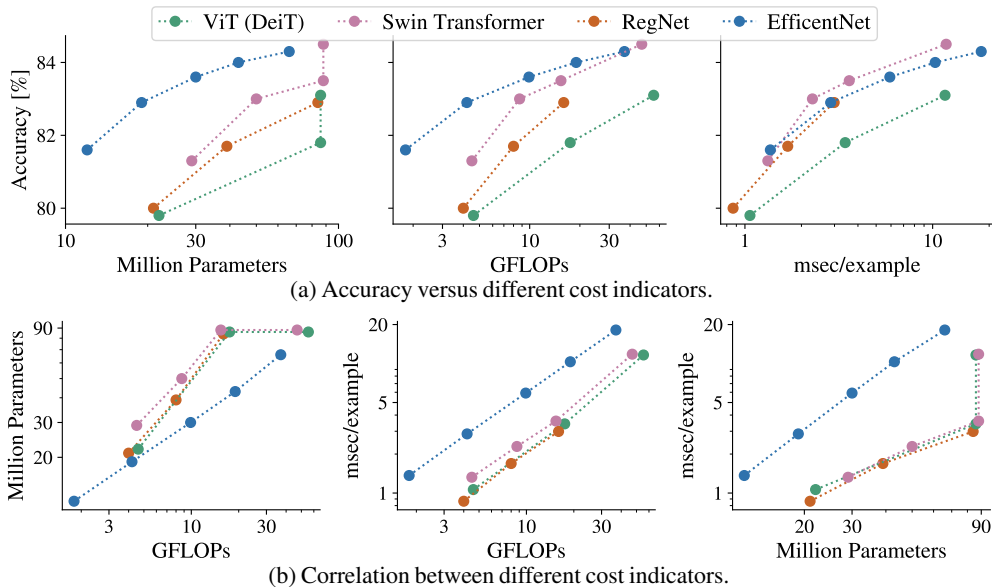 ViT (DeiT) Swin Transformer RegNet EfficentNet
Accuracy [%]
84
82
80
10 30 100
Million Parameters
3 10 30
GFLOPs
1 10
msec/example
(a) Accuracy versus different cost indicators.
Million Parameters
90
30
20
3 10 30
GFLOPs
msec/example
20
5
1
3 10 30
GFLOPs
msec/example
20
5
1
20 30 90
Million Parameters
(b) Correlation between different cost indicators.